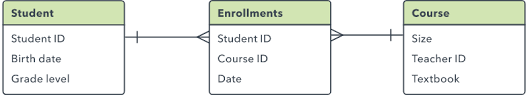 Student
Student ID
Birth date
Grade level
Enrollments
Student ID
Course ID
Date
Course
Size
Teacher ID
Textbook